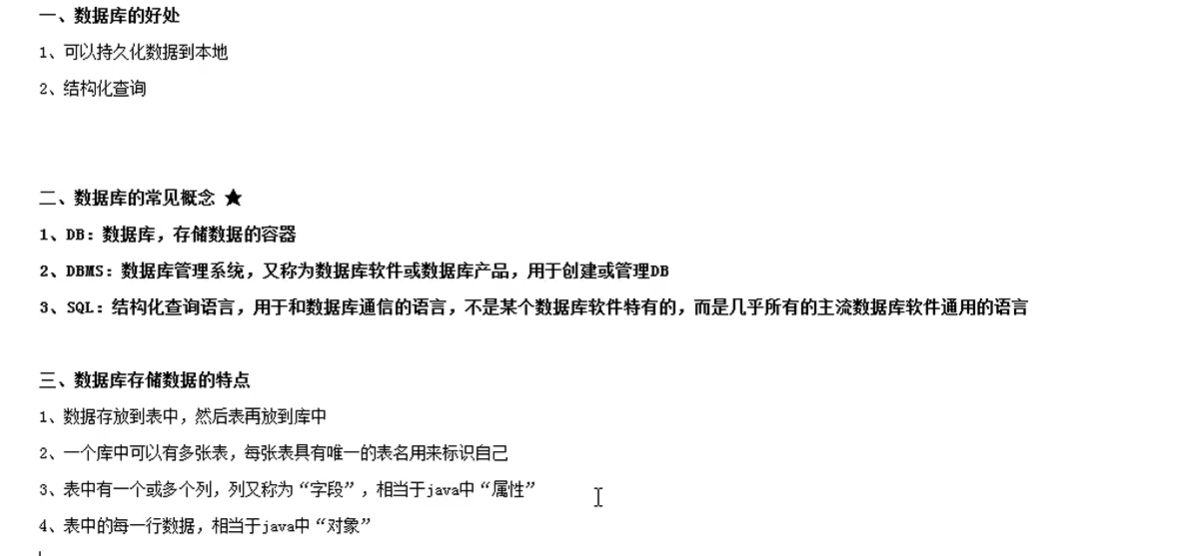 一、数据库的好处
1、可以持久化数据到本地
2、结构化查询
二、数据库的常见概念 ★
1、DB：数据库，存储数据的容器
2、DBMS：数据库管理系统，又称为数据库软件或数据库产品，用于创建或管理DB
3、SQL：结构化查询语言，用于和数据库通信的语言，不是某个数据库软件特有的，而是几乎所有的主流数据库软件通用的语言
三、数据库存储数据的特点
1、数据存放到表中，然后表再放到库中
2、一个库中可以有多张表，每张表具有唯一的表名用来标识自己
3、表中有一个或多个列，列又称为“字段”，相当于java中“属性”
4、表中的每一行数据，相当于java中“对象”